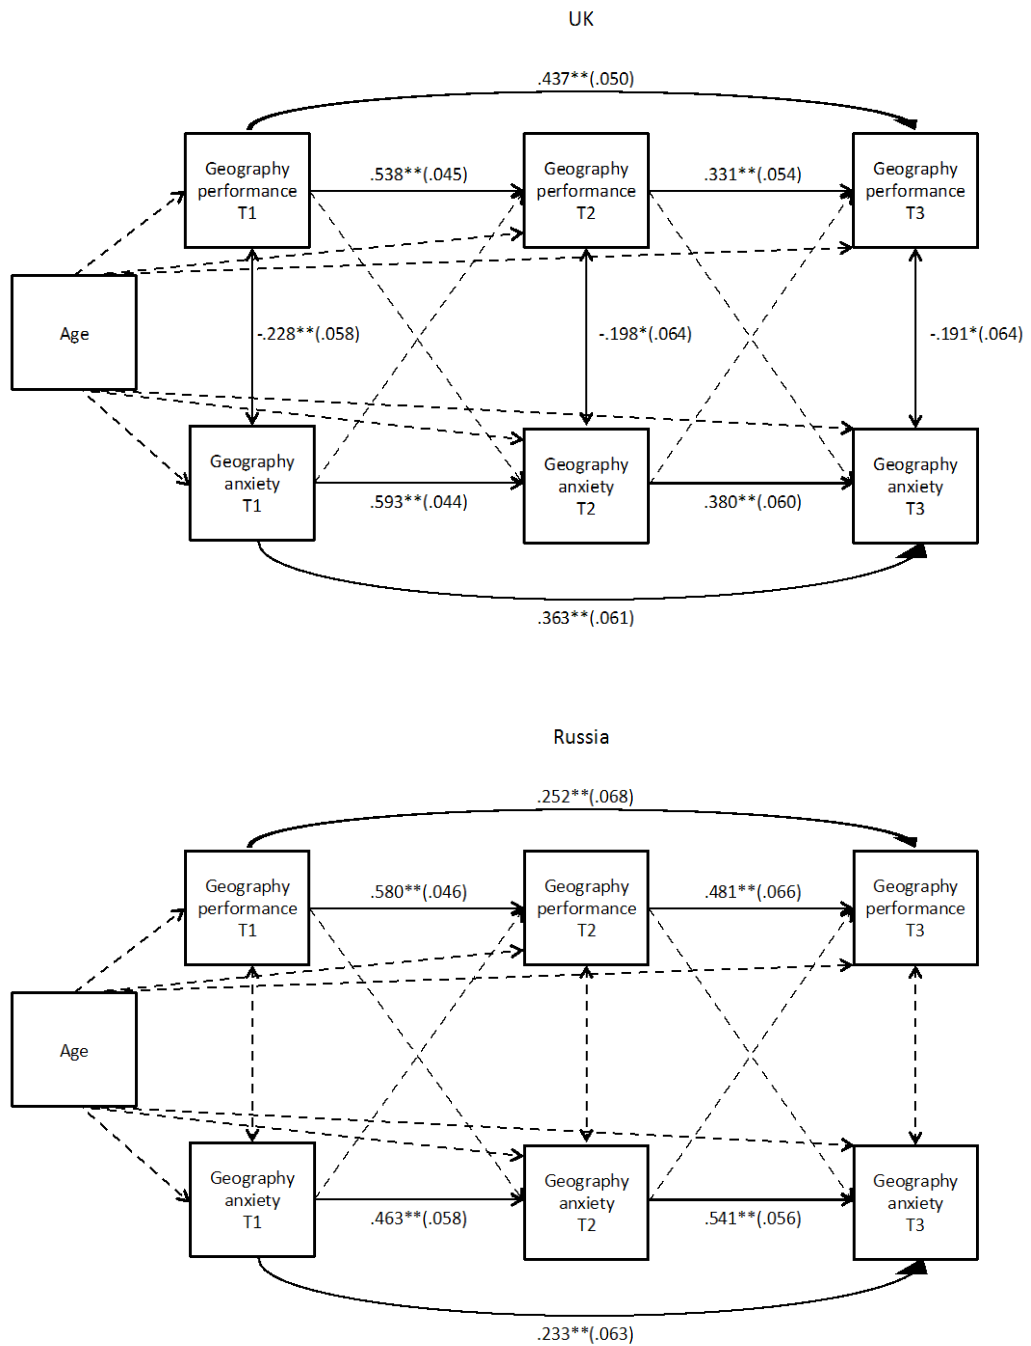 UK
.437**(.050)
Geography
performance
T1
.538**(.045)
Geography
performance
T2
.331**(.054)
Geography
performance
T3
Age
-.228**(.058)
-.198*(.064)
-.191*(.064)
Geography
anxiety
T1
.593**(.044)
Geography
anxiety
T2
.380**(.060)
Geography
anxiety
T3
.363**(.061)
Russia
.252**(.068)
Geography
performance
T1
.580**(.046)
Geography
performance
T2
.481**(.066)
Geography
performance
T3
Age
Geography
anxiety
T1
.463**(.058)
Geography
anxiety
T2
.541**(.056)
Geography
anxiety
T3
.233**(.063)